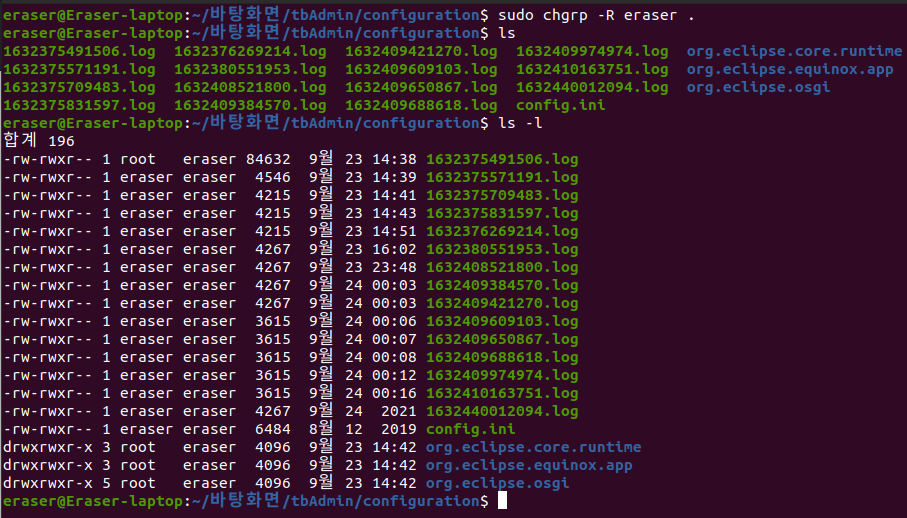 eraser@Eraser-laptop:~/바탕화면/tbAdmin/configuration$ sudo chgrp -R eraser .
eraser@Eraser-laptop:~/바탕화면/tbAdmin/configuration$ ls
1632375491506.log  1632376269214.log  1632409421270.log  1632409974974.log  org.eclipse.core.runtime
1632375571191.log  1632380551953.log  1632409609103.log  1632410163751.log  org.eclipse.equinox.app
1632375709483.log  1632408521800.log  1632409650867.log  1632440012094.log  org.eclipse.osgi
1632375831597.log  1632409384570.log  1632409688618.log  config.ini
eraser@Eraser-laptop:~/바탕화면/tbAdmin/configuration$ ls -l
합계 196
-rw-rwxr-- 1 root   eraser 84632  9월 23 14:38 1632375491506.log
-rw-rwxr-- 1 eraser eraser  4546  9월 23 14:39 1632375571191.log
-rw-rwxr-- 1 eraser eraser  4215  9월 23 14:41 1632375709483.log
-rw-rwxr-- 1 eraser eraser  4215  9월 23 14:43 1632375831597.log
-rw-rwxr-- 1 eraser eraser  4215  9월 23 14:51 1632376269214.log
-rw-rwxr-- 1 eraser eraser  4267  9월 23 16:02 1632380551953.log
-rw-rwxr-- 1 eraser eraser  4267  9월 23 23:48 1632408521800.log
-rw-rwxr-- 1 eraser eraser  4267  9월 24 00:03 1632409384570.log
-rw-rwxr-- 1 eraser eraser  4267  9월 24 00:03 1632409421270.log
-rw-rwxr-- 1 eraser eraser  3615  9월 24 00:06 1632409609103.log
-rw-rwxr-- 1 eraser eraser  3615  9월 24 00:07 1632409650867.log
-rw-rwxr-- 1 eraser eraser  3615  9월 24 00:08 1632409688618.log
-rw-rwxr-- 1 eraser eraser  3615  9월 24 00:12 1632409974974.log
-rw-rwxr-- 1 eraser eraser  3615  9월 24 00:16 1632410163751.log
-rw-rwxr-- 1 eraser eraser  4267  9월 24  2021 1632440012094.log
-rw-rwxr-- 1 eraser eraser  6484  8월 12  2019 config.ini
drwxrwxr-x 3 root   eraser  4096  9월 23 14:42 org.eclipse.core.runtime
drwxrwxr-x 3 root   eraser  4096  9월 23 14:42 org.eclipse.equinox.app
drwxrwxr-x 5 root   eraser  4096  9월 23 14:42 org.eclipse.osgi
eraser@Eraser-laptop:~/바탕화면/tbAdmin/configuration$